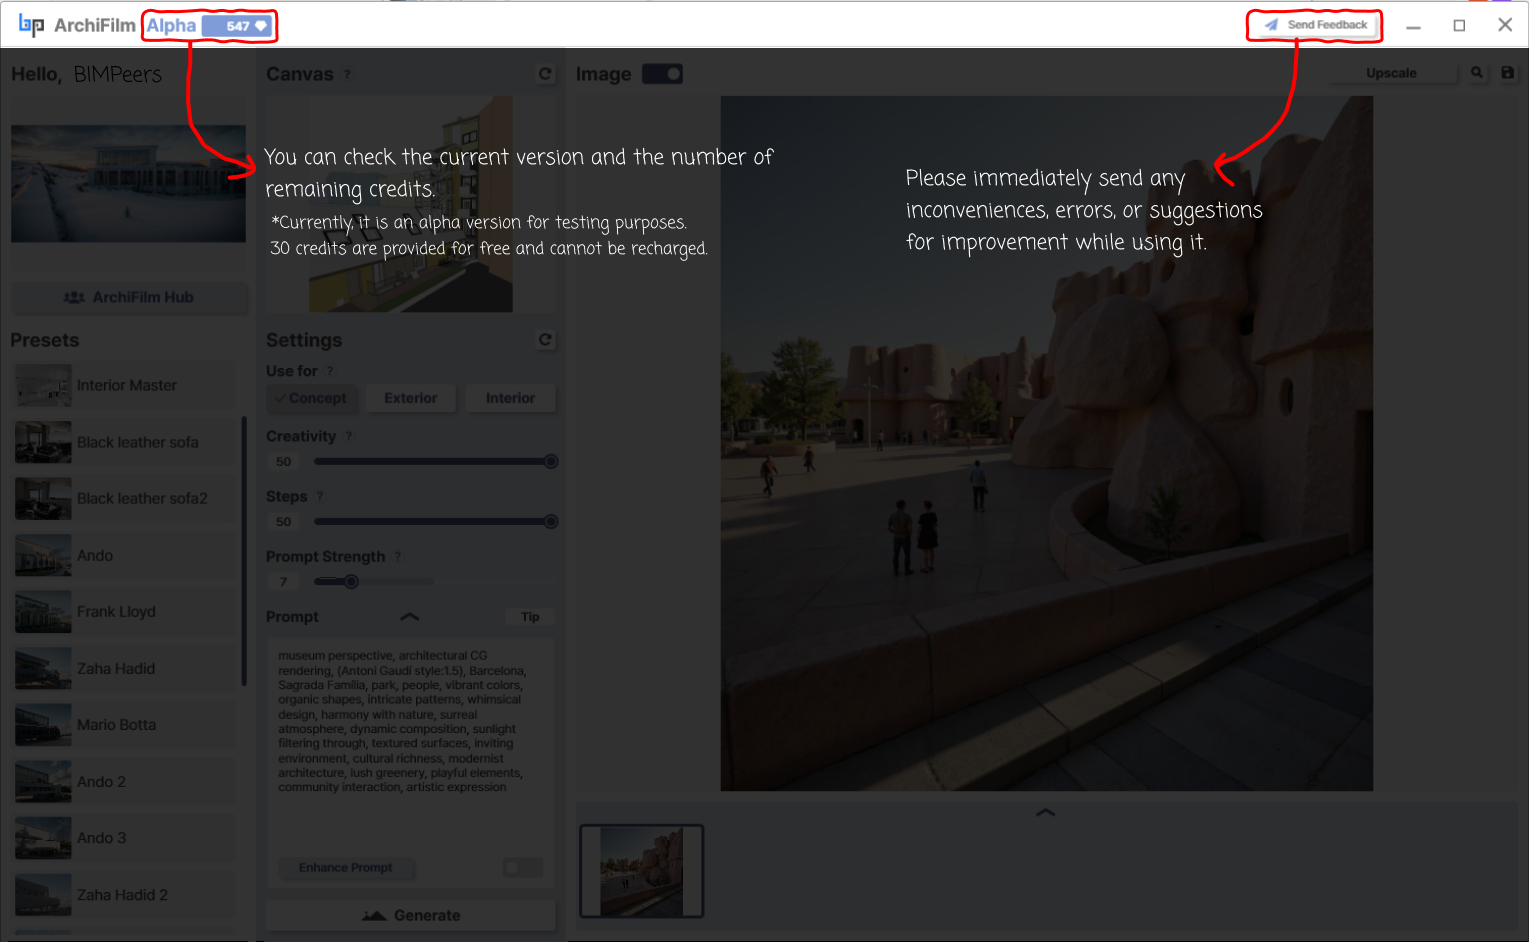 bp ArchiFilm Alpha 547
Send Feedback
Hello, BIMPeers
Canvas ?
Image
Upscale
You can check the current version and the number of
remaining credits.
*Currently, it is an alpha version for testing purposes.
30 credits are provided for free and cannot be recharged.
Please immediately send any
inconveniences, errors, or suggestions
for improvement while using it.
ArchiFilm Hub
Presets
Interior Master
Black leather sofa
Black leather sofa2
Ando
Frank Lloyd
Zaha Hadid
Mario Botta
Ando 2
Ando 3
Zaha Hadid 2
Settings
Use for ?
Concept Exterior Interior
Creativity ?
50
Steps ?
50
Prompt Strength ?
7
Prompt Tip
museum perspective, architectural CG
rendering, (Antoni Gaudí style:1.5), Barcelona,
Sagrada Família, park, people, vibrant colors,
organic shapes, intricate patterns, whimsical
design, harmony with nature, surreal
atmosphere, dynamic composition, sunlight
filtering through, textured surfaces, inviting
environment, cultural richness, modernist
architecture, lush greenery, playful elements,
community interaction, artistic expression
Enhance Prompt
Generate